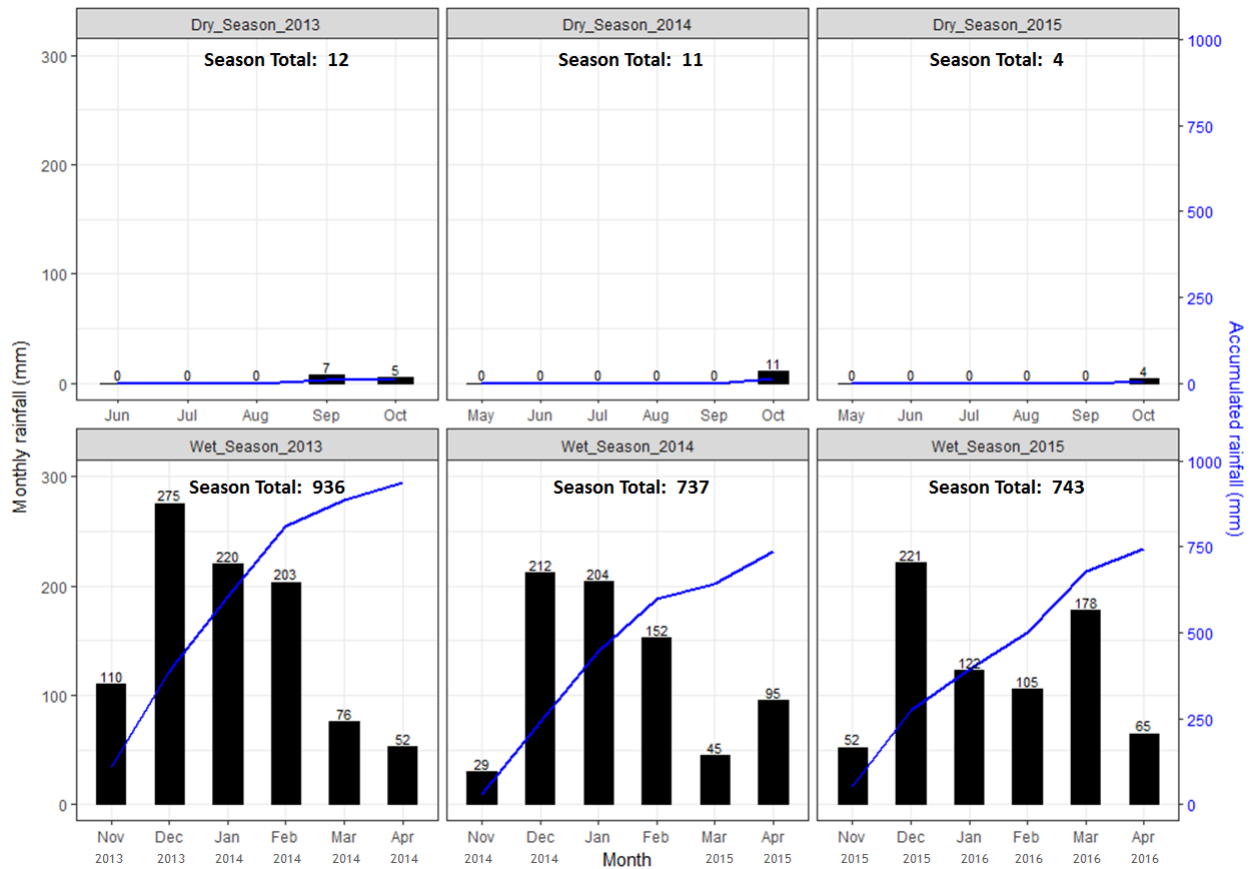 Dry_Season_2013 Dry_Season_2014 Dry_Season_2015
Season Total: 12 Season Total: 11 Season Total: 4
300
200
100
0
1000
750
500
250
0
0 0 0 7 5
0 0 0 0 0 11
0 0 0 0 0 4
Jun Jul Aug Sep Oct
May Jun Jul Aug Sep Oct
May Jun Jul Aug Sep Oct
Monthly rainfall (mm)
Accumulated rainfall (mm)
Wet_Season_2013 Wet_Season_2014 Wet_Season_2015
Season Total: 936 Season Total: 737 Season Total: 743
300
200
100
0
1000
750
500
250
0
110 275 220 203 76 52
29 212 204 152 45 95
52 221 122 105 178 65
Nov Dec Jan Feb Mar Apr
2013 2013 2014 2014 2014 2014
Nov Dec Jan Feb Mar Apr
2014 2014 2015 2015
Nov Dec Jan Feb Mar Apr
2015 2015 2016 2016 2016 2016
Month